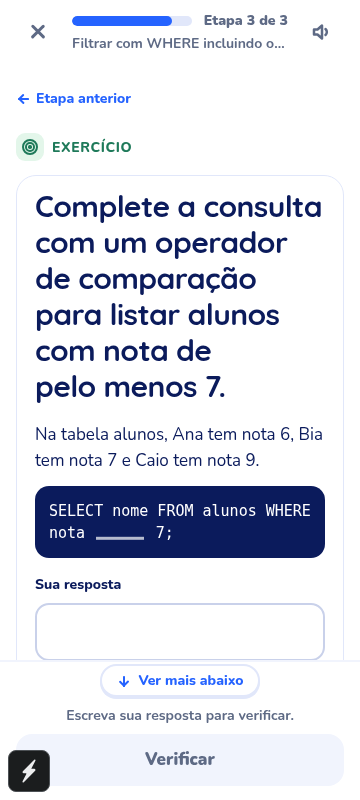 Etapa 3 de 3
Filtrar com WHERE incluindo o...
Etapa anterior
EXERCÍCIO
Complete a consulta
com um operador
de comparação
para listar alunos
com nota de
pelo menos 7.
Na tabela alunos, Ana tem nota 6, Bia
tem nota 7 e Caio tem nota 9.
SELECT nome FROM alunos WHERE
nota _____ 7;
Sua resposta
Ver mais abaixo
Escreva sua resposta para verificar.
Verificar